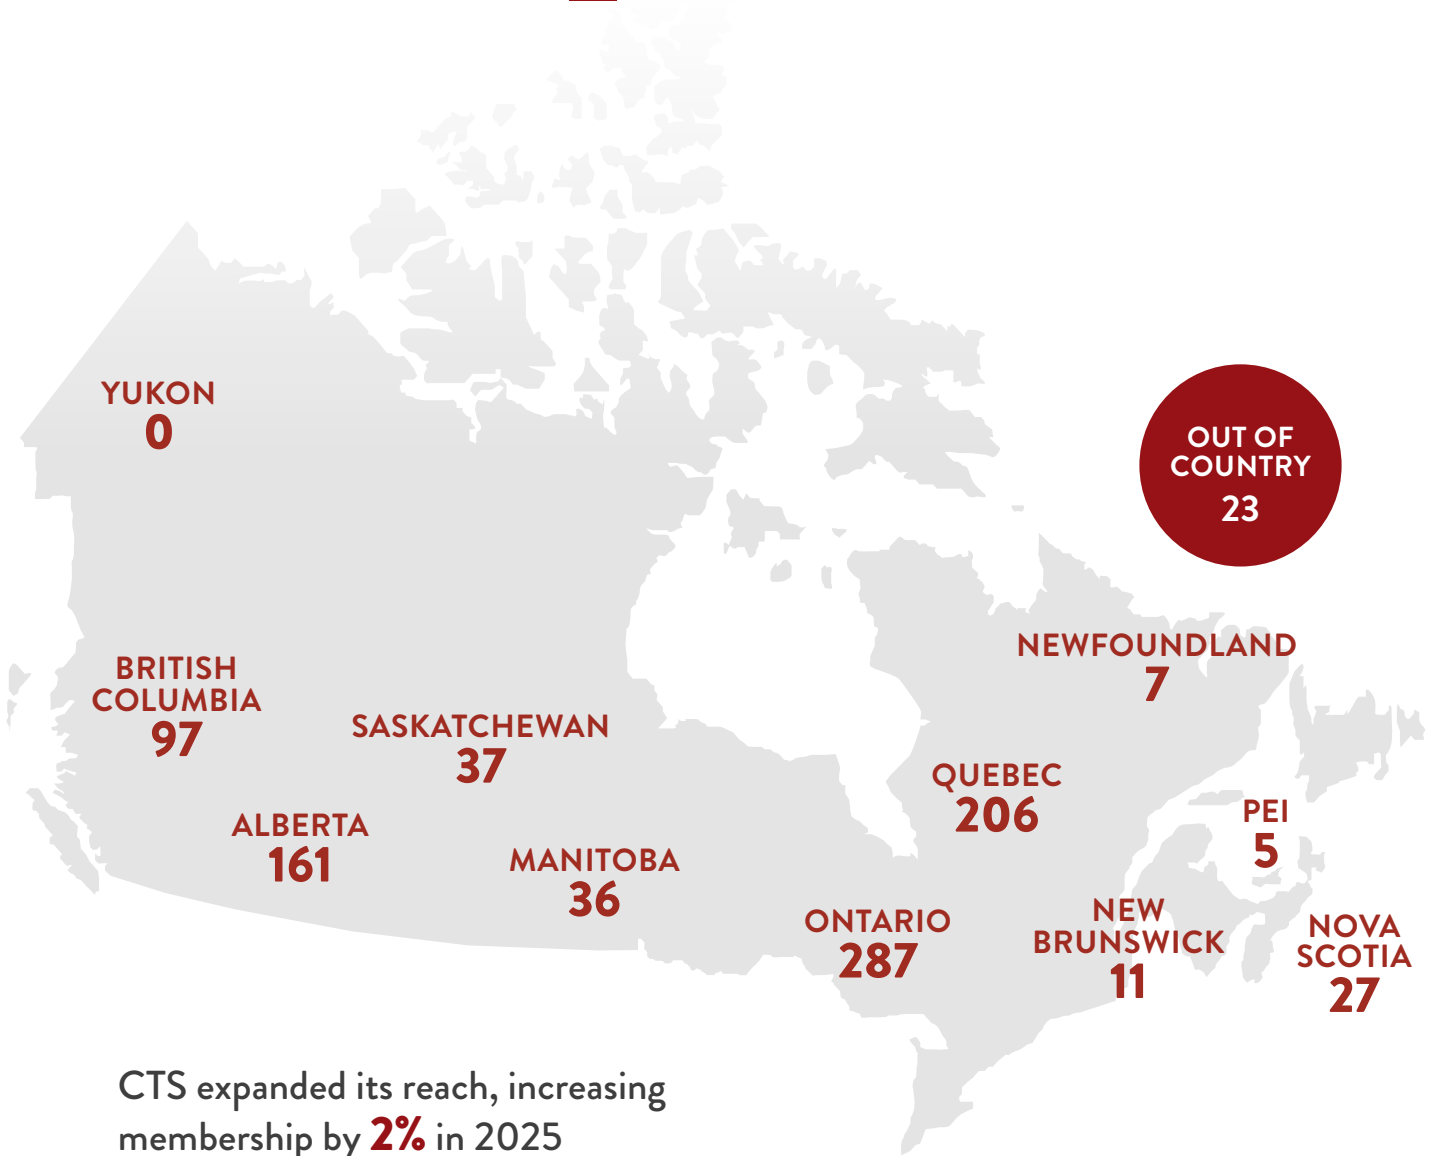 YUKON
0
OUT OF
COUNTRY
23
NEWFOUNDLAND
7
BRITISH
COLUMBIA
97
SASKATCHEWAN
37
QUEBEC
206
PEI
5
ALBERTA
161
MANITOBA
36
ONTARIO
287
NEW
BRUNSWICK
11
NOVA
SCOTIA
27
CTS expanded its reach, increasing
membership by 2% in 2025